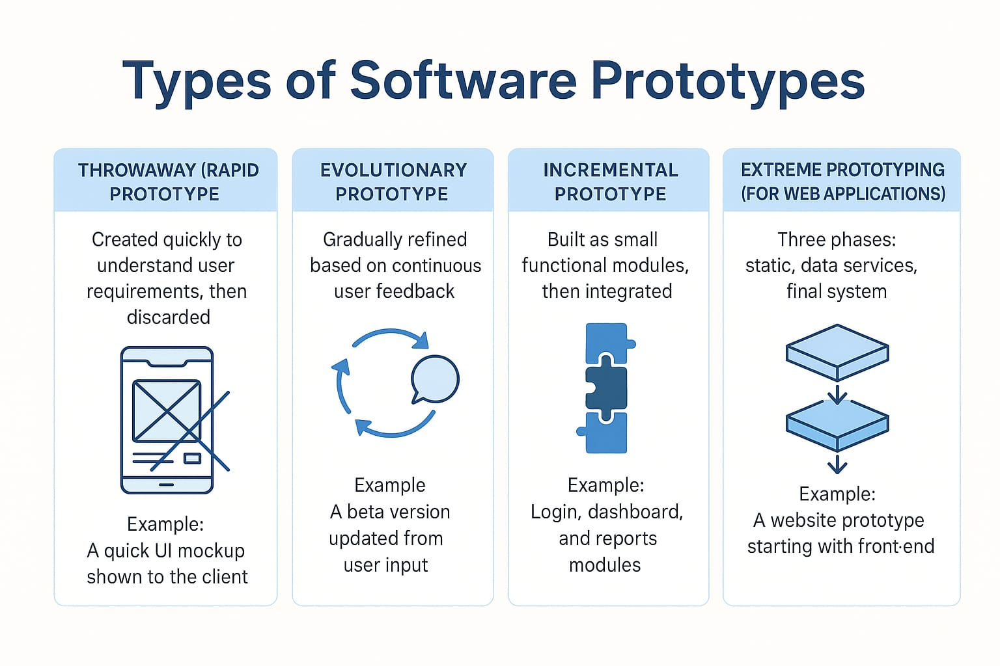 Types of Software Prototypes
THROWAWAY (RAPID
PROTOTYPE
Created quickly to
understand user
requirements, then
discarded
Example:
A quick UI mockup
shown to the client
EVOLUTIONARY
PROTOTYPE
Gradually refined
based on continuous
user feedback
Example
A beta version
updated from
user input
INCREMENTAL
PROTOTYPE
Built as small
functional modules,
then integrated
Example:
Login, dashboard,
and reports
modules
EXTREME PROTOTYPING
(FOR WEB APPLICATIONS)
Three phases:
static, data services,
final system
Example:
A website prototype
starting with front·end